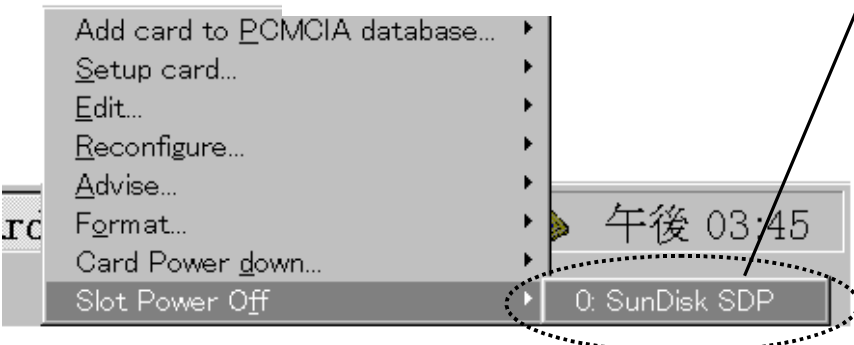 Add card to PCMCIA database...
Setup card...
Edit...
Reconfigure...
Advise...
Format...
Card Power down...
Slot Power Off
0: SunDisk SDP
午後 03:45